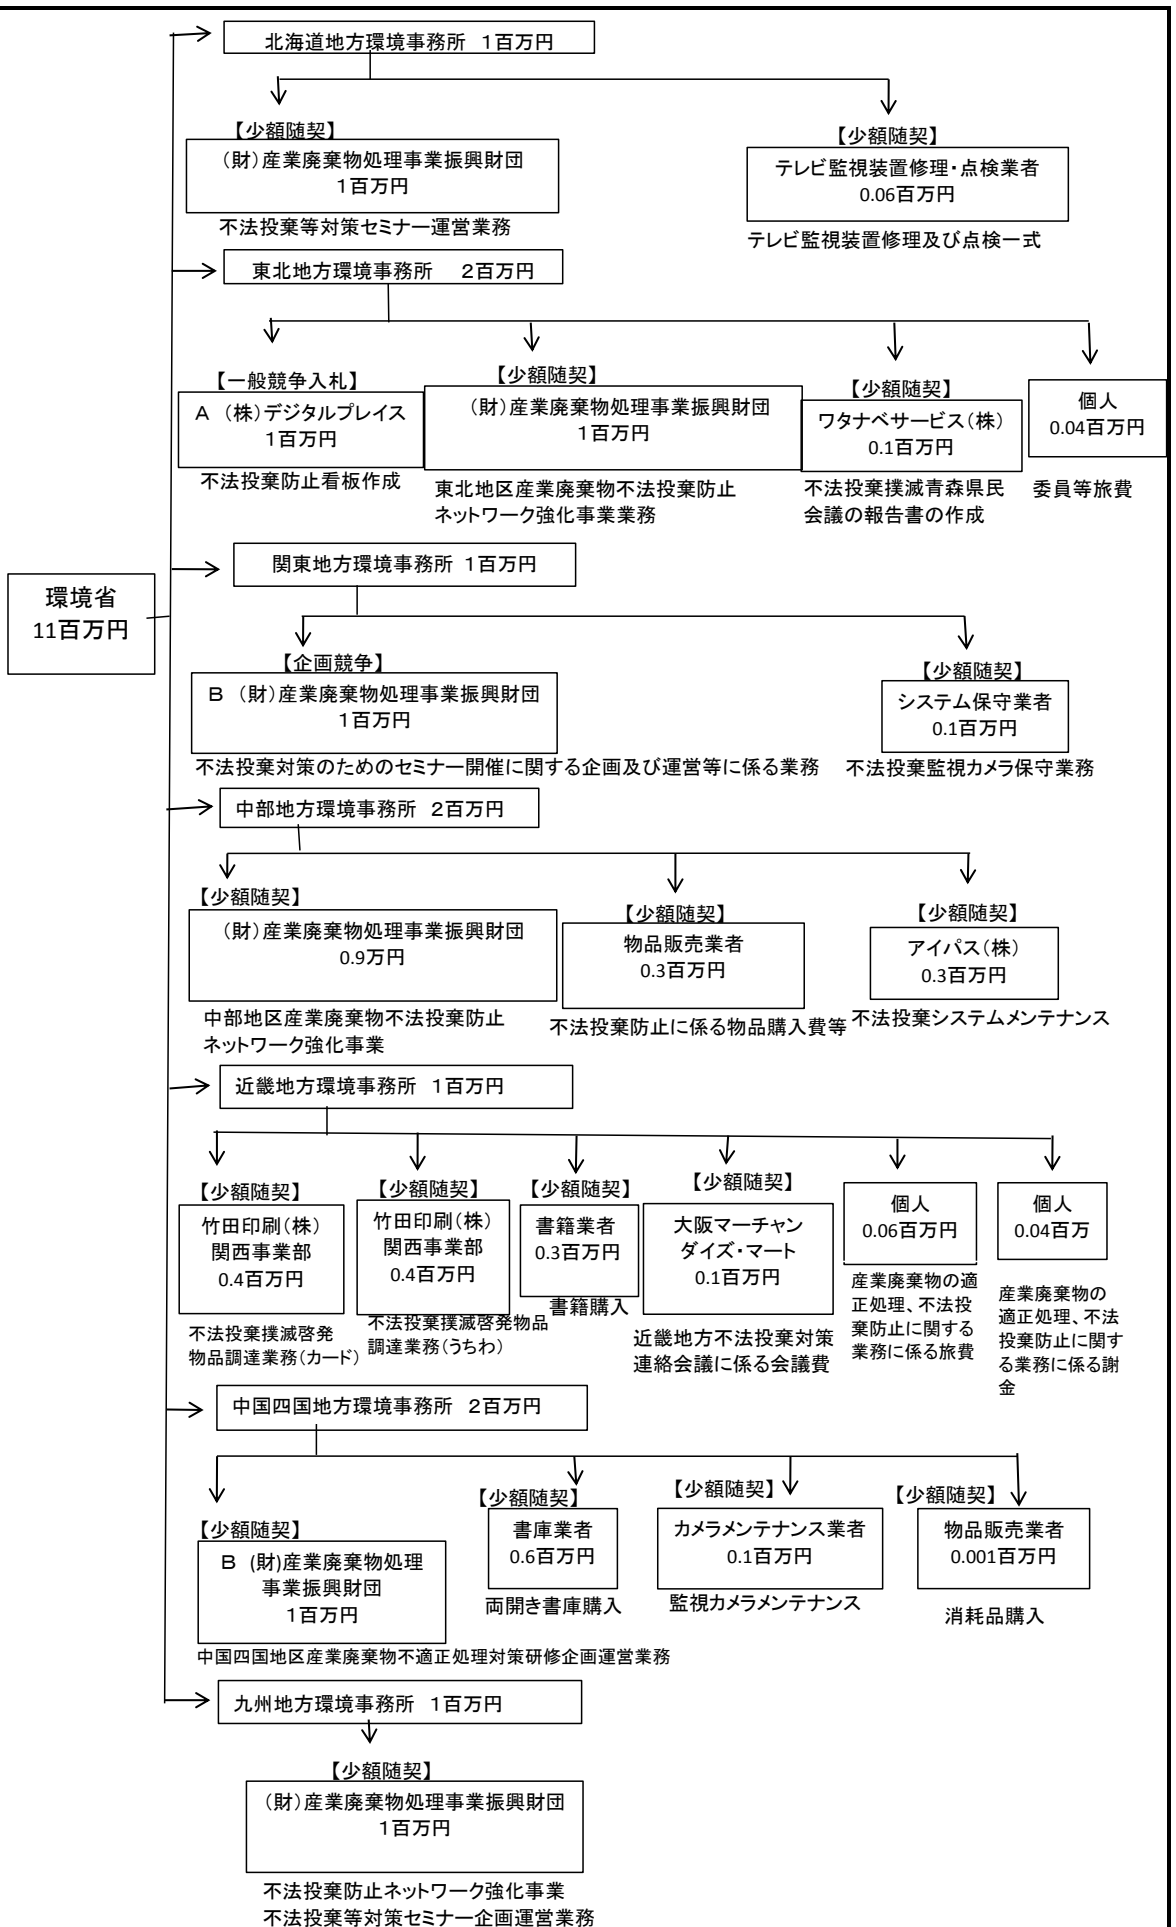 北海道地方環境事務所 1百万円
【少額随契】
(財)産業廃棄物処理事業振興財団
1百万円
不法投棄等対策セミナー運営業務
【少額随契】
テレビ監視装置修理・点検業者
0.06百万円
テレビ監視装置修理及び点検一式
東北地方環境事務所 2百万円
【一般競争入札】
A (株)デジタルプレイス
1百万円
不法投棄防止看板作成
【少額随契】
(財)産業廃棄物処理事業振興財団
1百万円
東北地区産業廃棄物不法投棄防止
ネットワーク強化事業業務
【少額随契】
ワタナベサービス(株)
0.1百万円
不法投棄撲滅青森県民
会議の報告書の作成
個人
0.04百万円
委員等旅費
環境省
11百万円
関東地方環境事務所 1百万円
【企画競争】
B (財)産業廃棄物処理事業振興財団
1百万円
不法投棄対策のためのセミナー開催に関する企画及び運営等に係る業務
【少額随契】
システム保守業者
0.1百万円
不法投棄監視カメラ保守業務
中部地方環境事務所 2百万円
【少額随契】
(財)産業廃棄物処理事業振興財団
0.9万円
中部地区産業廃棄物不法投棄防止
ネットワーク強化事業
【少額随契】
物品販売業者
0.3百万円
不法投棄防止に係る物品購入費等
【少額随契】
アイパス(株)
0.3百万円
不法投棄システムメンテナンス
近畿地方環境事務所 1百万円
【少額随契】
竹田印刷(株)
関西事業部
0.4百万円
不法投棄撲滅啓発
物品調達業務(カード)
【少額随契】
竹田印刷(株)
関西事業部
0.4百万円
不法投棄撲滅啓発物品
調達業務(うちわ)
【少額随契】
書籍業者
0.3百万円
書籍購入
【少額随契】
大阪マーチャン
ダイズ・マート
0.1百万円
近畿地方不法投棄対策
連絡会議に係る会議費
個人
0.06百万円
産業廃棄物の適
正処理、不法投
棄防止に関する
業務に係る旅費
個人
0.04百万
産業廃棄物の
適正処理、不法
投棄防止に関す
る業務に係る謝
金
中国四国地方環境事務所 2百万円
【少額随契】
B (財)産業廃棄物処理
事業振興財団
1百万円
中国四国地区産業廃棄物不適正処理対策研修企画運営業務
【少額随契】
書庫業者
0.6百万円
両開き書庫購入
【少額随契】
カメラメンテナンス業者
0.1百万円
監視カメラメンテナンス
【少額随契】
物品販売業者
0.001百万円
消耗品購入
九州地方環境事務所 1百万円
【少額随契】
(財)産業廃棄物処理事業振興財団
1百万円
不法投棄防止ネットワーク強化事業
不法投棄等対策セミナー企画運営業務